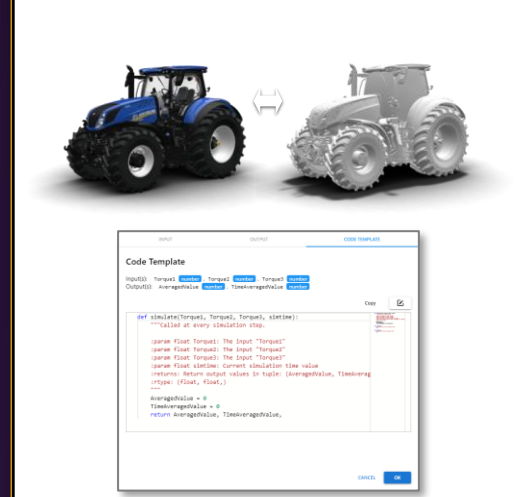 INPUT
OUTPUT
CODE TEMPLATE
Code Template
Input(s): Torque1 number , Torque2 number , Torque3 number
Output(s): AveragedValue number , TimeAveragedValue number
Copy
def simulate(Torque1, Torque2, Torque3, simtime):
"""Called at every simulation step.
:param float Torque1: The input "Torque1"
:param float Torque2: The input "Torque2"
:param float Torque3: The input "Torque3"
:param float simtime: Current simulation time value
:returns: Return output values in tuple: (AveragedValue, TimeAverag
:rtype: (float, float,)
"""
AveragedValue = 0
TimeAveragedValue = 0
return AveragedValue, TimeAveragedValue,
CANCEL
OK